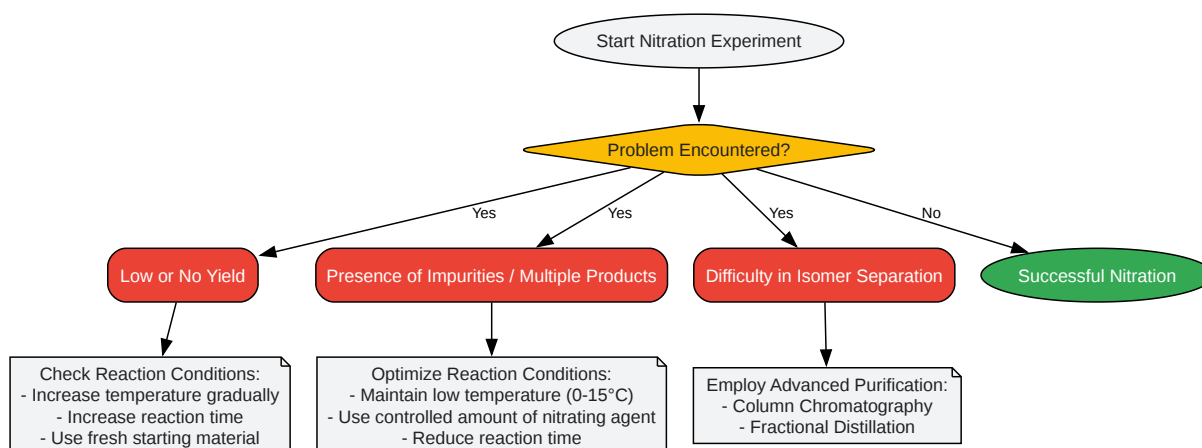 Start Nitration Experiment
Problem Encountered?
Yes
Yes
Yes
No
Low or No Yield
Presence of Impurities / Multiple Products
Difficulty in Isomer Separation
Successful Nitration
Check Reaction Conditions:
- Increase temperature gradually
- Increase reaction time
- Use fresh starting material
Optimize Reaction Conditions:
- Maintain low temperature (0-15°C)
- Use controlled amount of nitrating agent
- Reduce reaction time
Employ Advanced Purification:
- Column Chromatography
- Fractional Distillation